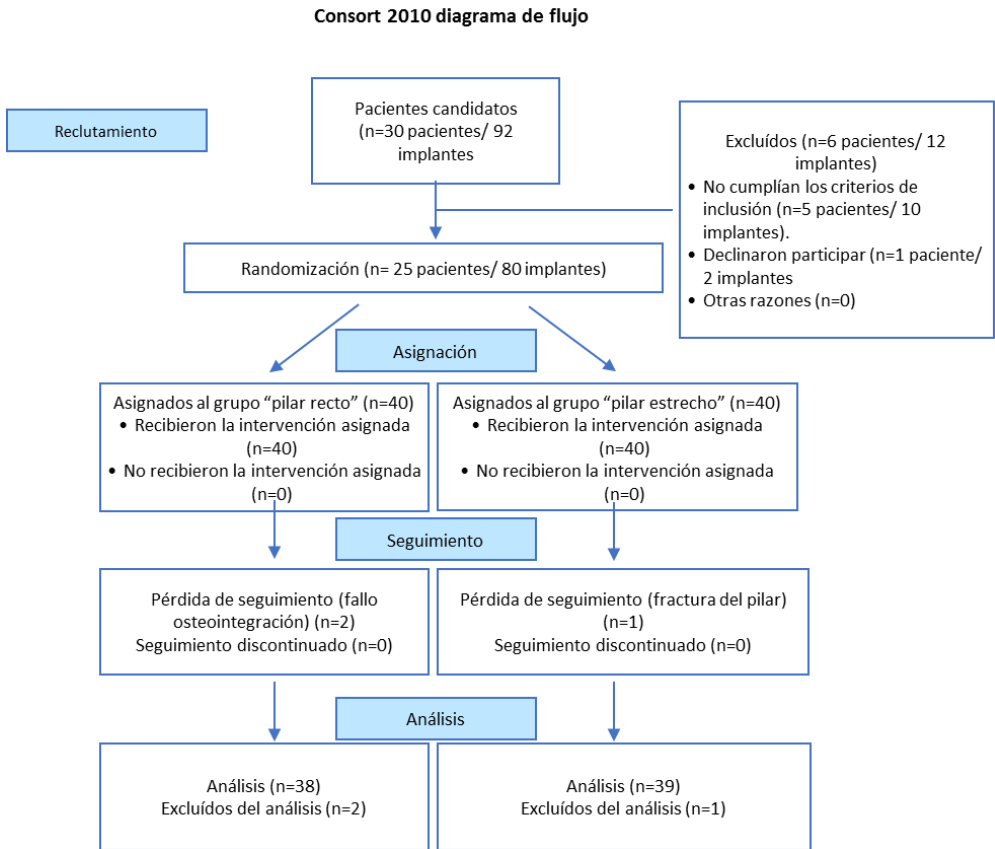 Consort 2010 diagrama de flujo
Reclutamiento
Pacientes candidatos
(n=30 pacientes/ 92
implantes
Excluídos (n=6 pacientes/ 12
implantes)
• No cumplían los criterios de
inclusión (n=5 pacientes/ 10
implantes).
• Declinaron participar (n=1 paciente/
2 implantes
• Otras razones (n=0)
Randomización (n= 25 pacientes/ 80 implantes)
Asignación
Asignados al grupo “pilar recto” (n=40)
• Recibieron la intervención asignada
(n=40)
• No recibieron la intervención asignada
(n=0)
Asignados al grupo “pilar estrecho” (n=40)
• Recibieron la intervención asignada
(n=40)
• No recibieron la intervención asignada
(n=0)
Seguimiento
Pérdida de seguimiento (fallo
osteointegración) (n=2)
Seguimiento discontinuado (n=0)
Pérdida de seguimiento (fractura del pilar)
(n=1)
Seguimiento discontinuado (n=0)
Análisis
Análisis (n=38)
Excluídos del análisis (n=2)
Análisis (n=39)
Excluídos del análisis (n=1)